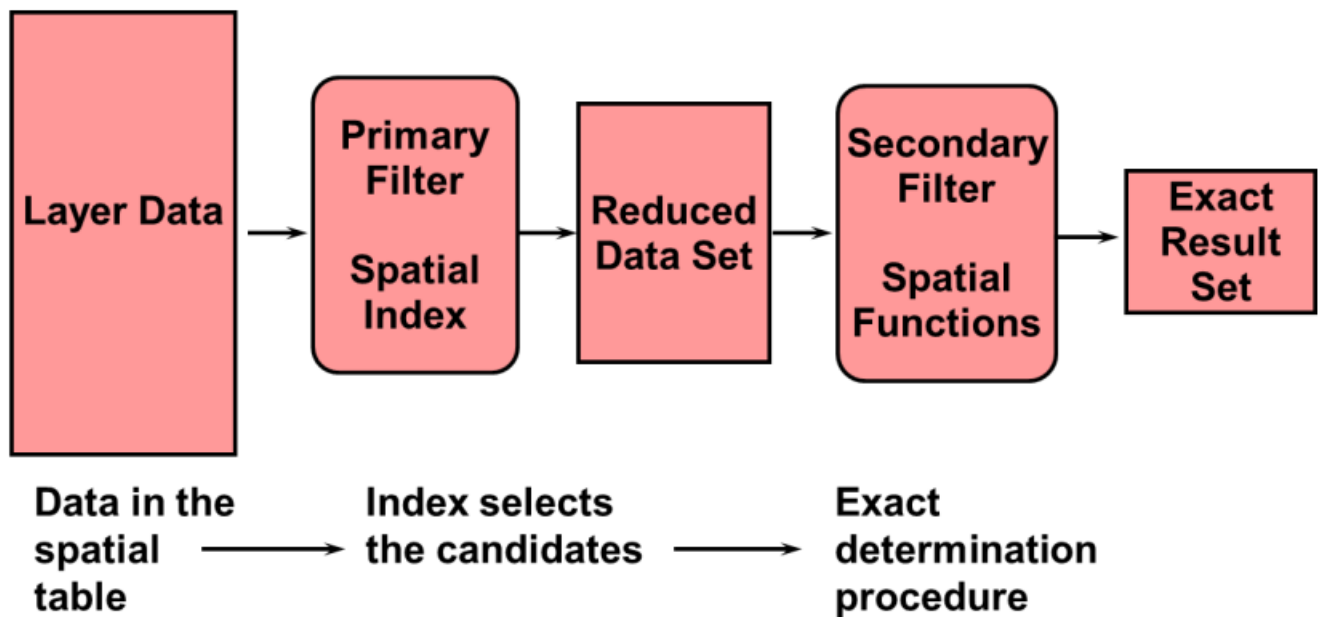 Layer Data
Primary
Filter
Spatial
Index
Reduced
Data Set
Secondary
Filter
Spatial
Functions
Exact
Result
Set
Data in the
spatial
table
Index selects
the candidates
Exact
determination
procedure